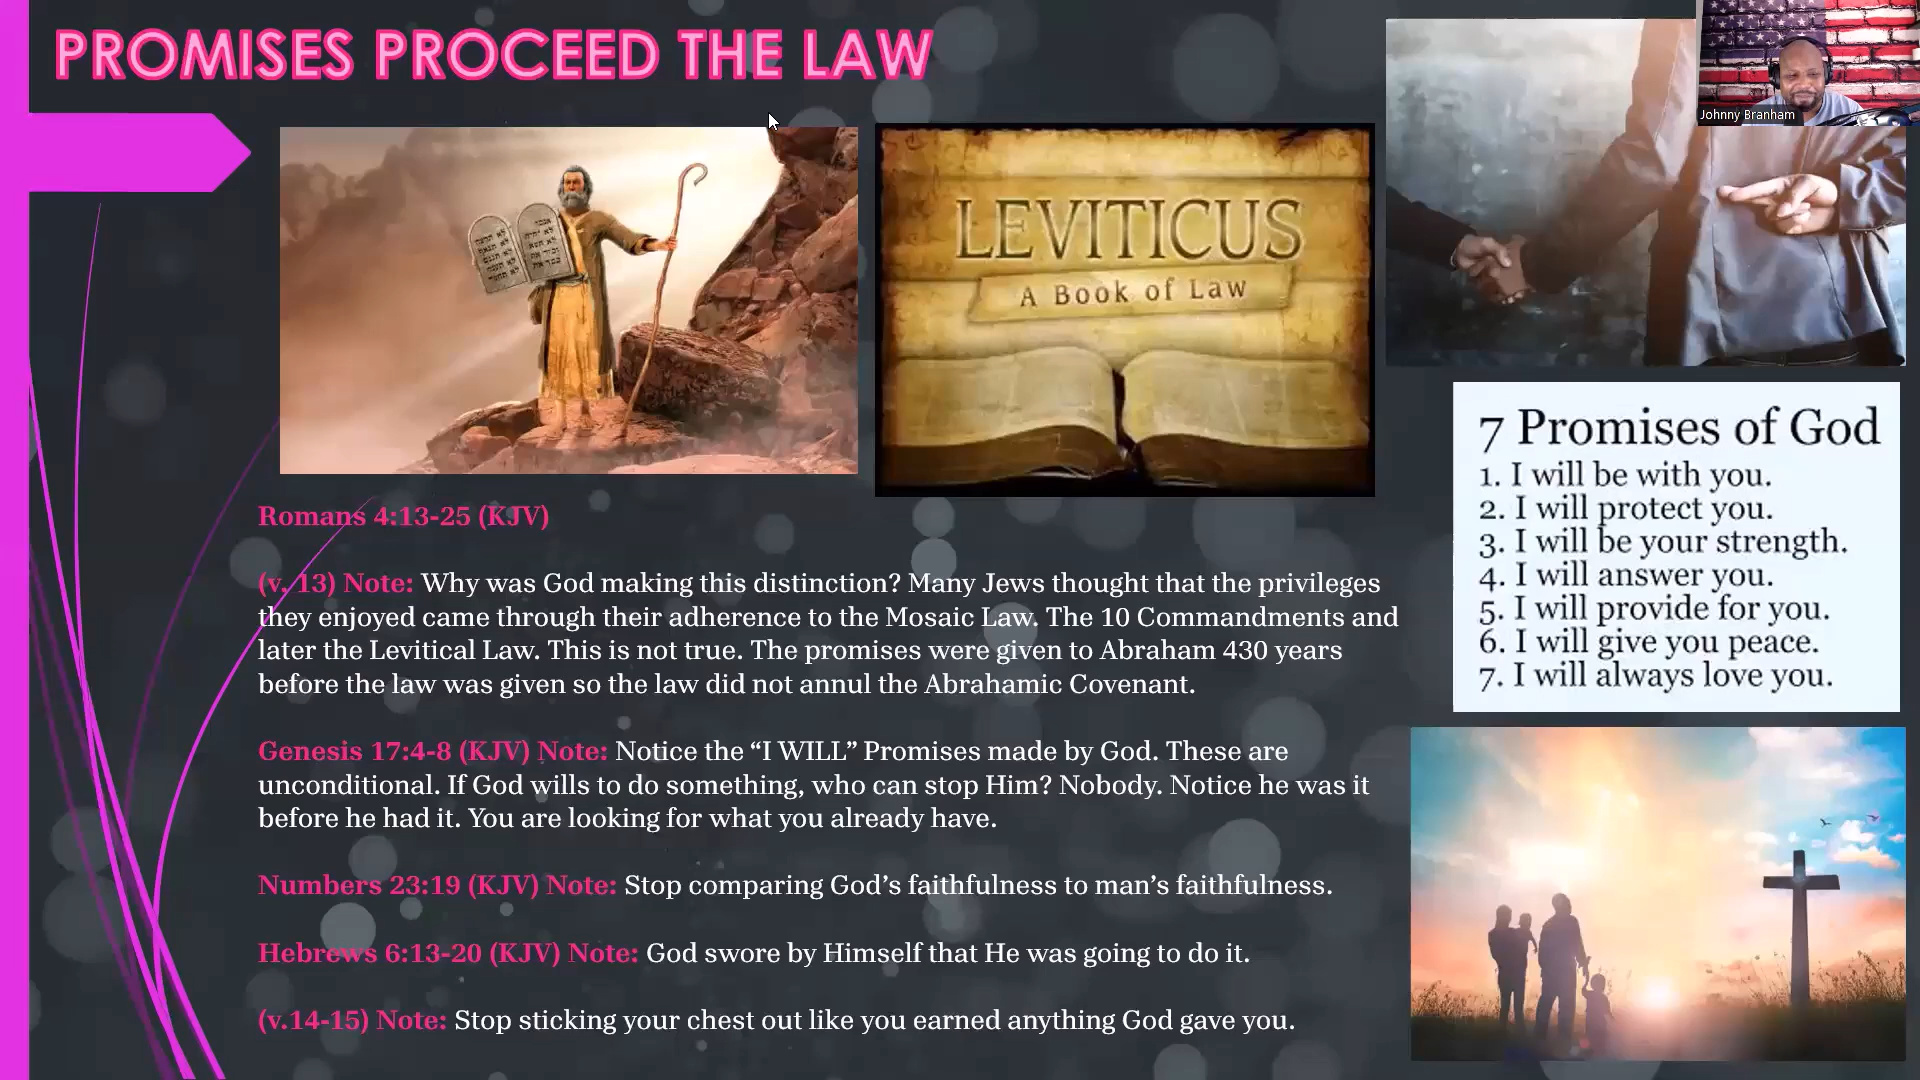 PROMISES PROCEED THE LAW
Johnny Branham
LEVITICUS
A Book of Law
7 Promises of God
1. I will be with you.
2. I will protect you.
3. I will be your strength.
4. I will answer you.
5. I will provide for you.
6. I will give you peace.
7. I will always love you.
Romans 4:13-25 (KJV)
(v. 13) Note: Why was God making this distinction? Many Jews thought that the privileges
they enjoyed came through their adherence to the Mosaic Law. The 10 Commandments and
later the Levitical Law. This is not true. The promises were given to Abraham 430 years
before the law was given so the law did not annul the Abrahamic Covenant.
Genesis 17:4-8 (KJV) Note: Notice the “I WILL” Promises made by God. These are
unconditional. If God wills to do something, who can stop Him? Nobody. Notice he was it
before he had it. You are looking for what you already have.
Numbers 23:19 (KJV) Note: Stop comparing God’s faithfulness to man’s faithfulness.
Hebrews 6:13-20 (KJV) Note: God swore by Himself that He was going to do it.
(v.14-15) Note: Stop sticking your chest out like you earned anything God gave you.